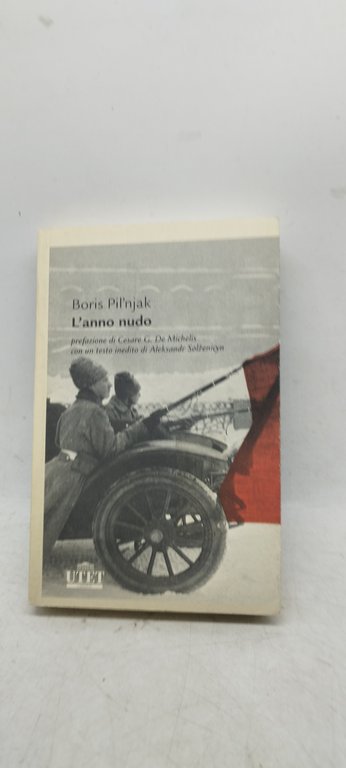 Boris Pil'njak
L'anno nudo
prefazione di Cesare G. De Michelis
con un testo inedito di Aleksandr Solženicyn
UTET